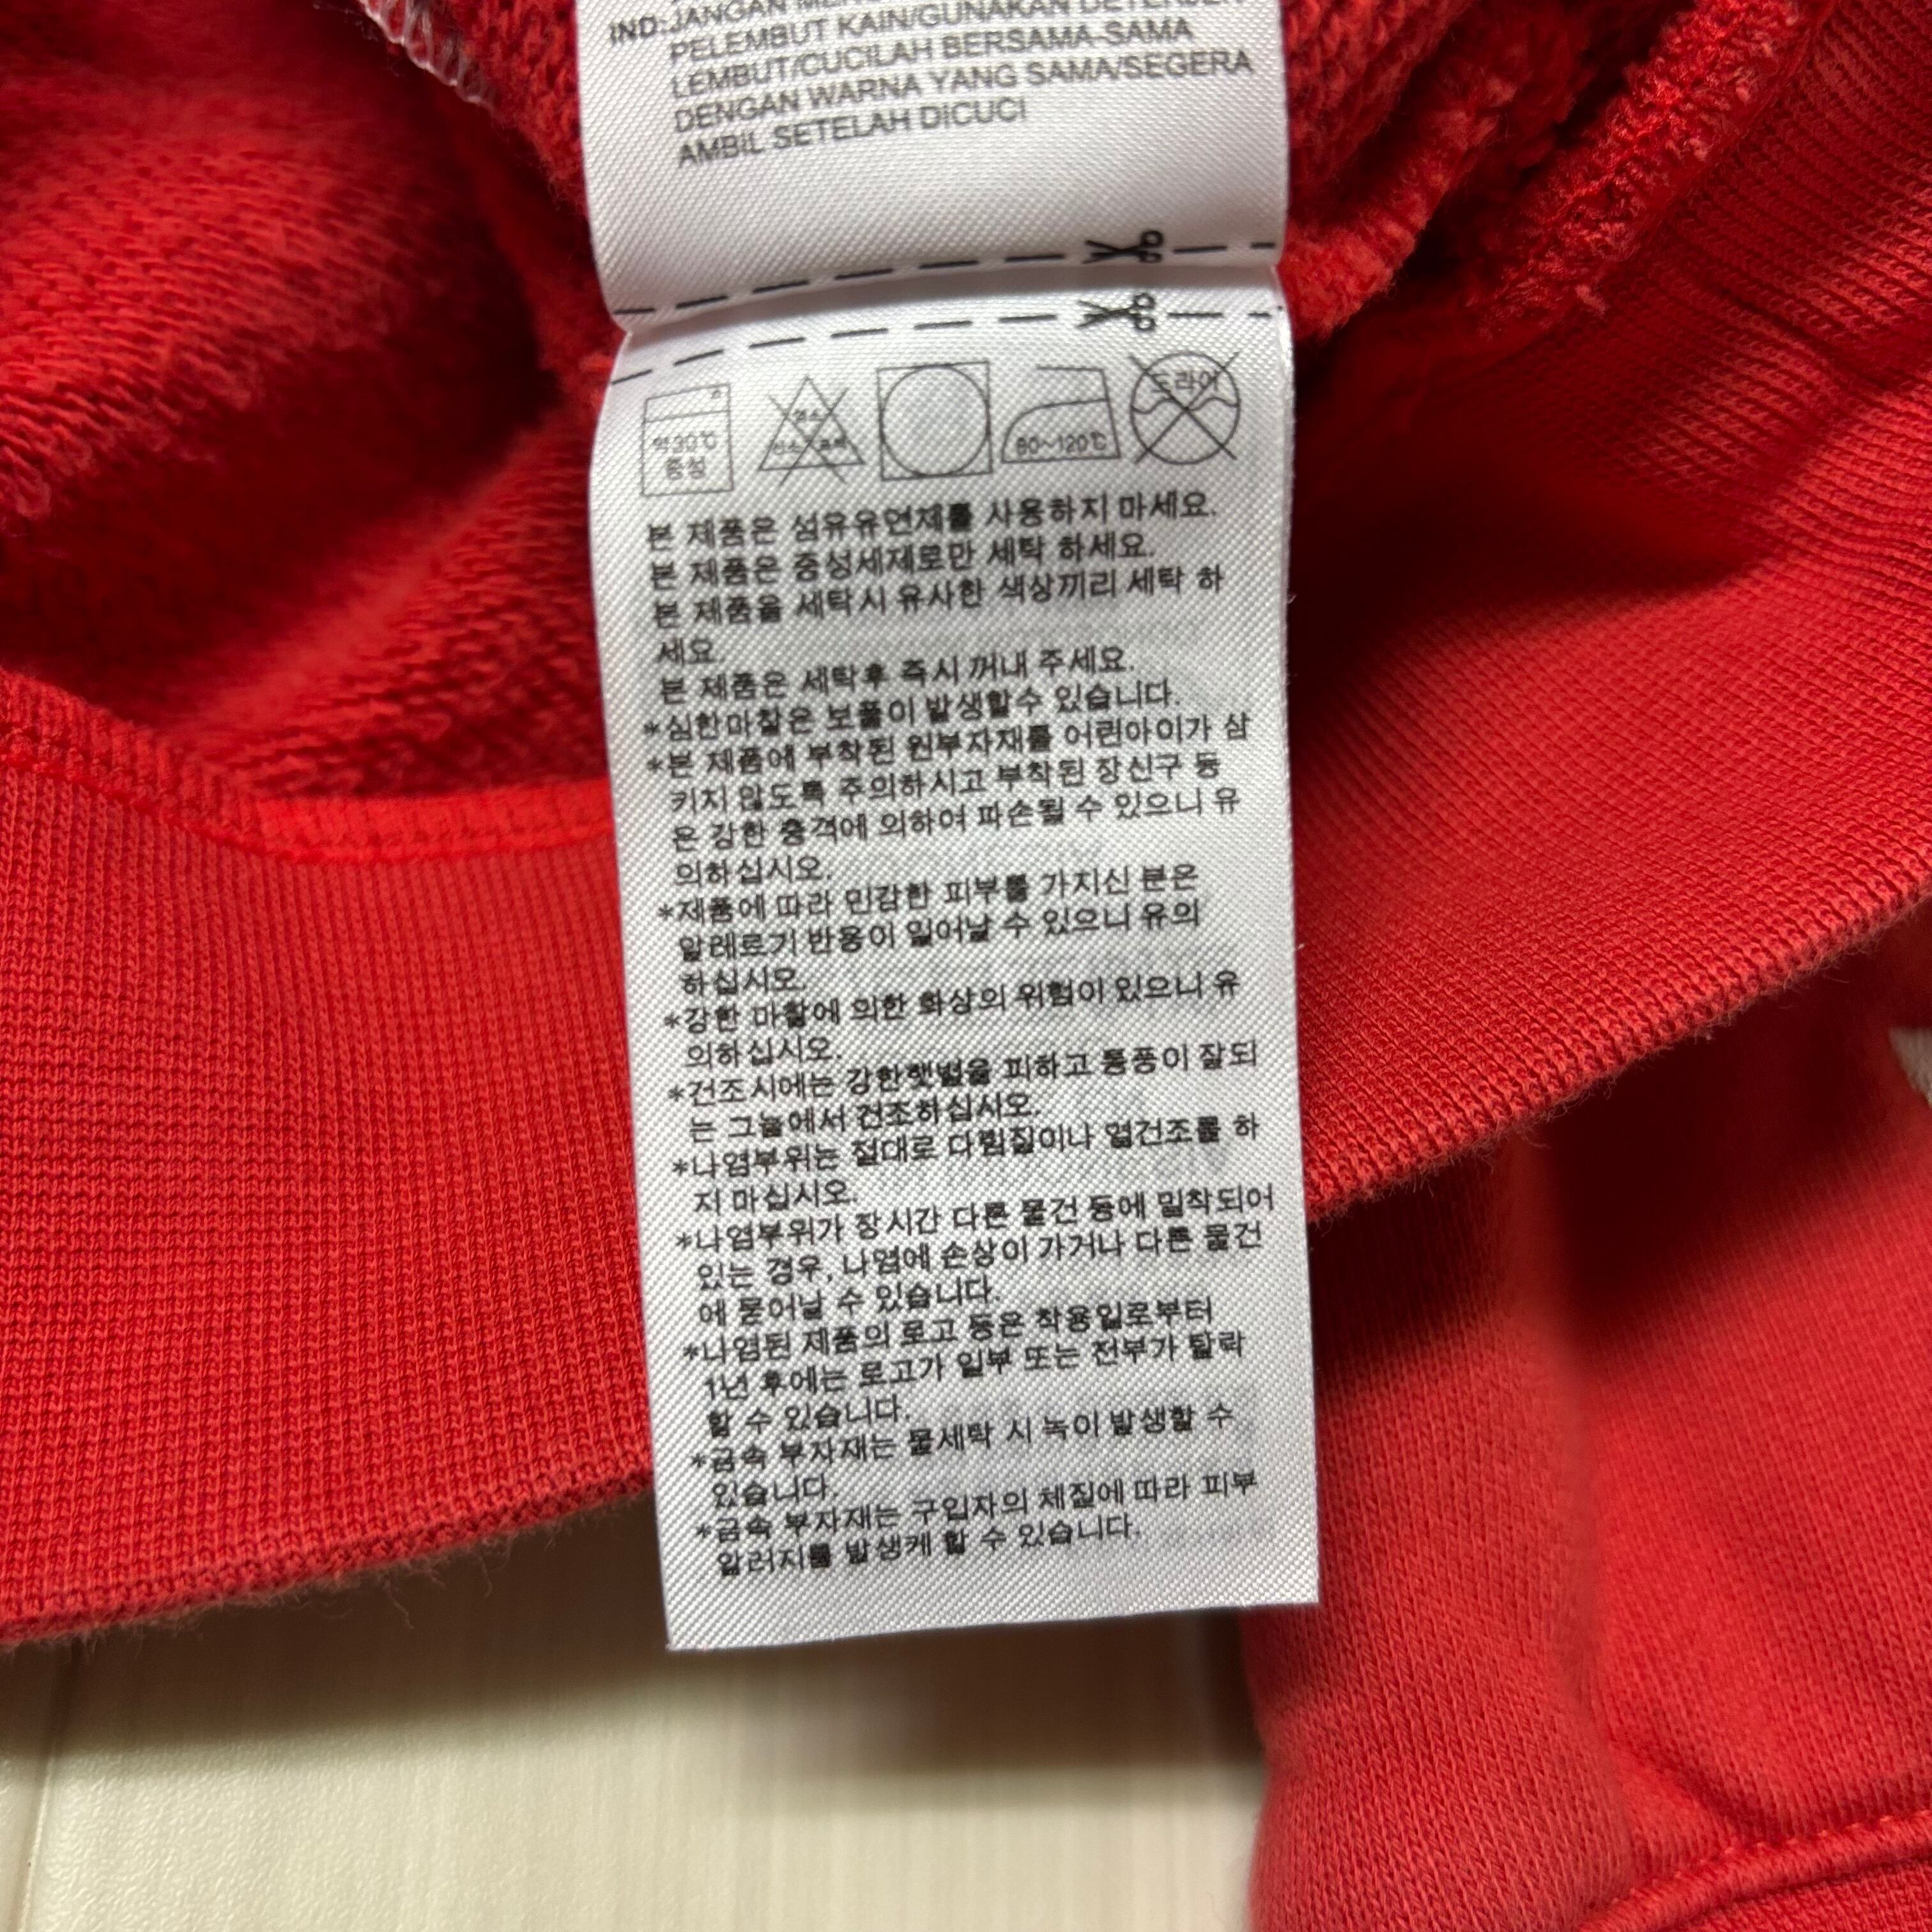 IND:JANGAN
PELEMBUT KAIN/GUNAKAN
LEMBUT/CUCILAH BERSAMA-SAMA
DENGAN WARNA YANG SAMA/SEGERA
AMBIL SETELAH DICUCI
약30℃
중성
염소
산소 표백
80~120℃
드라이
본 제품은 섬유유연제를 사용하지 마세요.
본 제품은 중성세제로만 세탁 하세요.
본 제품을 세탁시 유사한 색상끼리 세탁 하
세요.
본 제품은 세탁후 즉시 꺼내 주세요.
*심한마찰은 보풀이 발생할수 있습니다.
*본 제품에 부착된 원부자재를 어린아이가 삼
키지 않도록 주의하시고 부착된 장신구 등
은 강한 충격에 의하여 파손될 수 있으니 유
의하십시오.
*제품에 따라 민감한 피부를 가지신 분은
알레르기 반응이 일어날 수 있으니 유의
하십시오.
*강한 마찰에 의한 화상의 위험이 있으니 유
의하십시오.
*건조시에는 강한햇볕을 피하고 통풍이 잘되
는 그늘에서 건조하십시오.
*나염부위는 절대로 다림질이나 열건조를 하
지 마십시오.
*나염부위가 장시간 다른 물건 등에 밀착되어
있는 경우, 나염에 손상이 가거나 다른 물건
에 묻어날 수 있습니다.
*나염된 제품의 로고 등은 착용일로부터
1년 후에는 로고가 일부 또는 전부가 탈락
할 수 있습니다.
*금속 부자재는 물세탁 시 녹이 발생할 수
있습니다.
*금속 부자재는 구입자의 체질에 따라 피부
알러지를 발생케 할 수 있습니다.